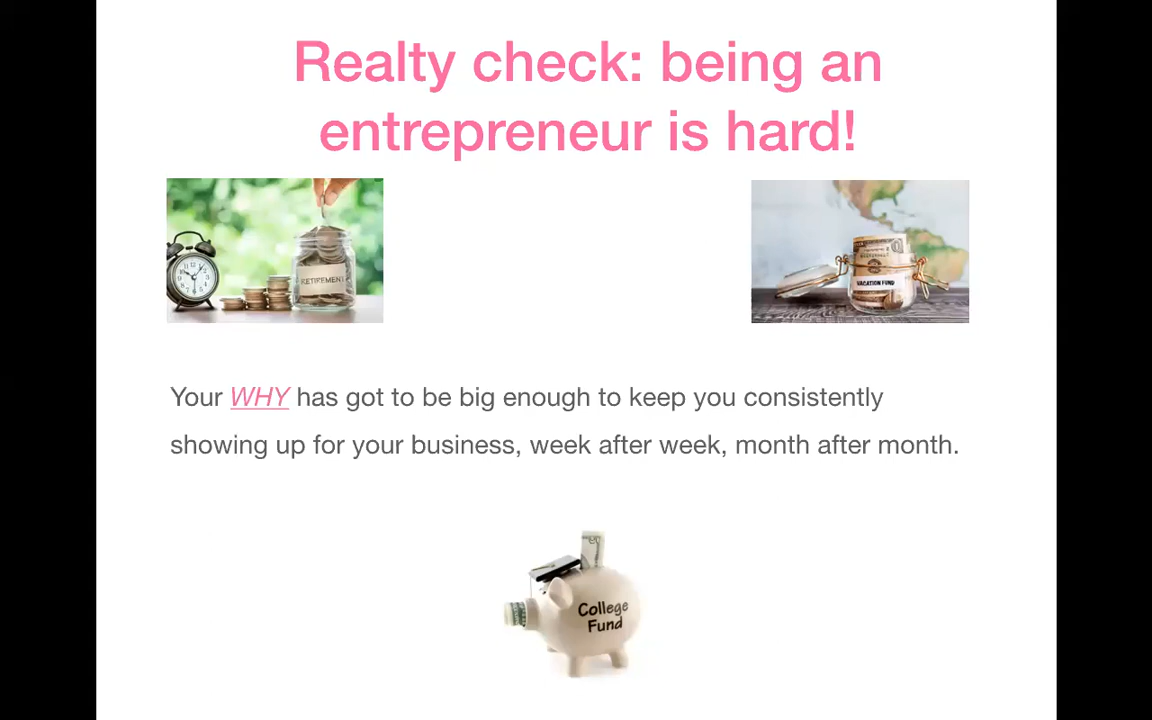 Realty check: being an
entrepreneur is hard!
RETIREMENT
VACATION FUND
Your WHY has got to be big enough to keep you consistently
showing up for your business, week after week, month after month.
College
Fund